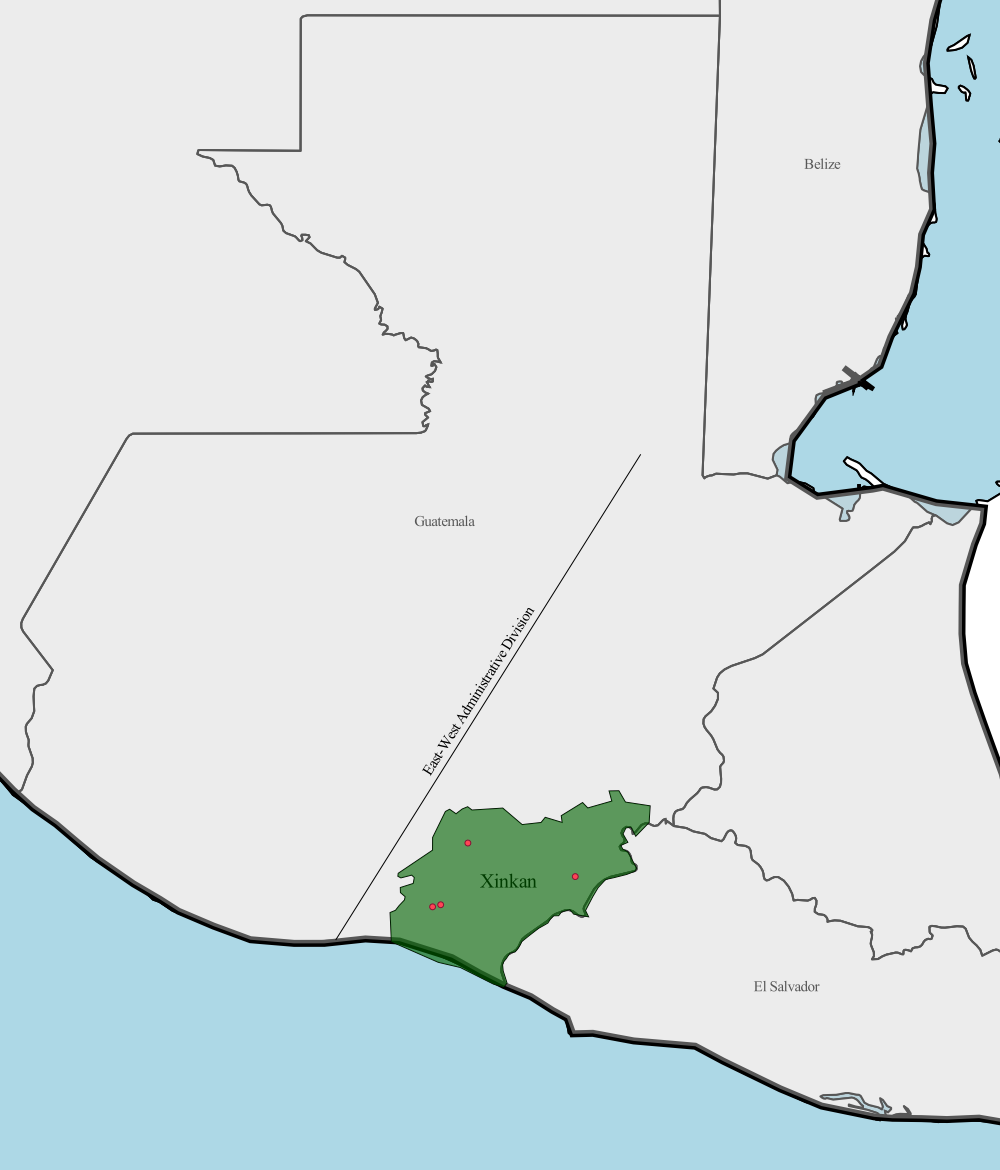 Belize
Guatemala
East-West Administrative Division
Xinkan
El Salvador